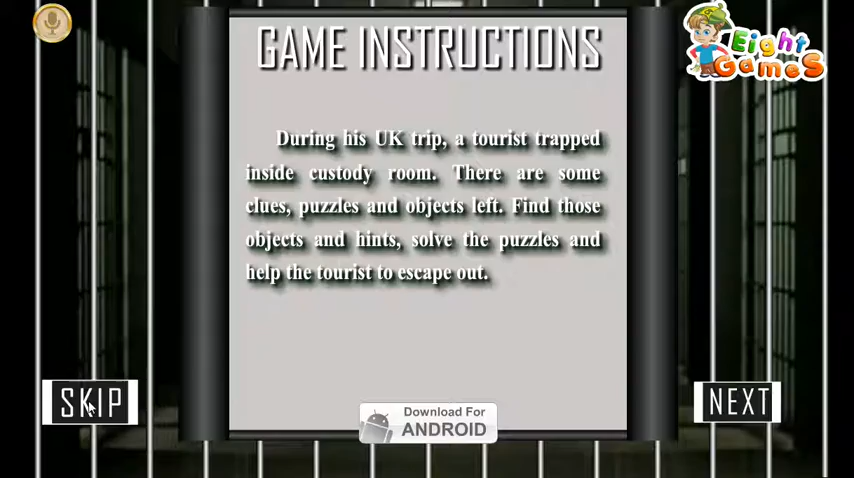 GAME INSTRUCTIONS
Eight
GameS
During his UK trip, a tourist trapped
inside custody room. There are some
clues, puzzles and objects left. Find those
objects and hints, solve the puzzles and
help the tourist to escape out.
SKIP
Download For
ANDROID
NEXT